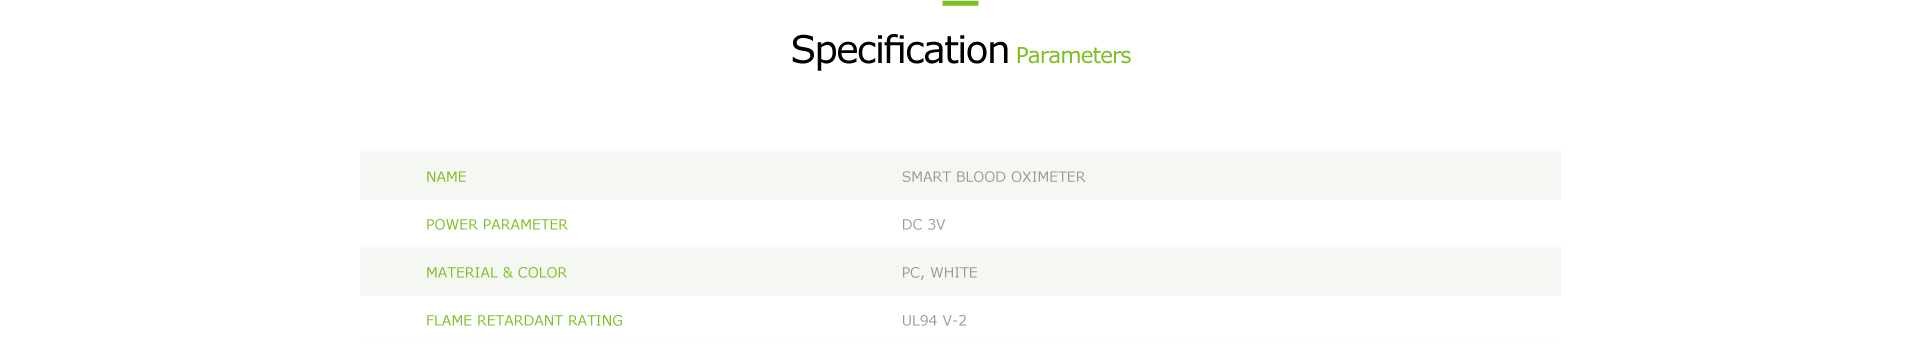 Specification Parameters
NAME SMART BLOOD OXIMETER
POWER PARAMETER DC 3V
MATERIAL & COLOR PC, WHITE
FLAME RETARDANT RATING UL94 V-2